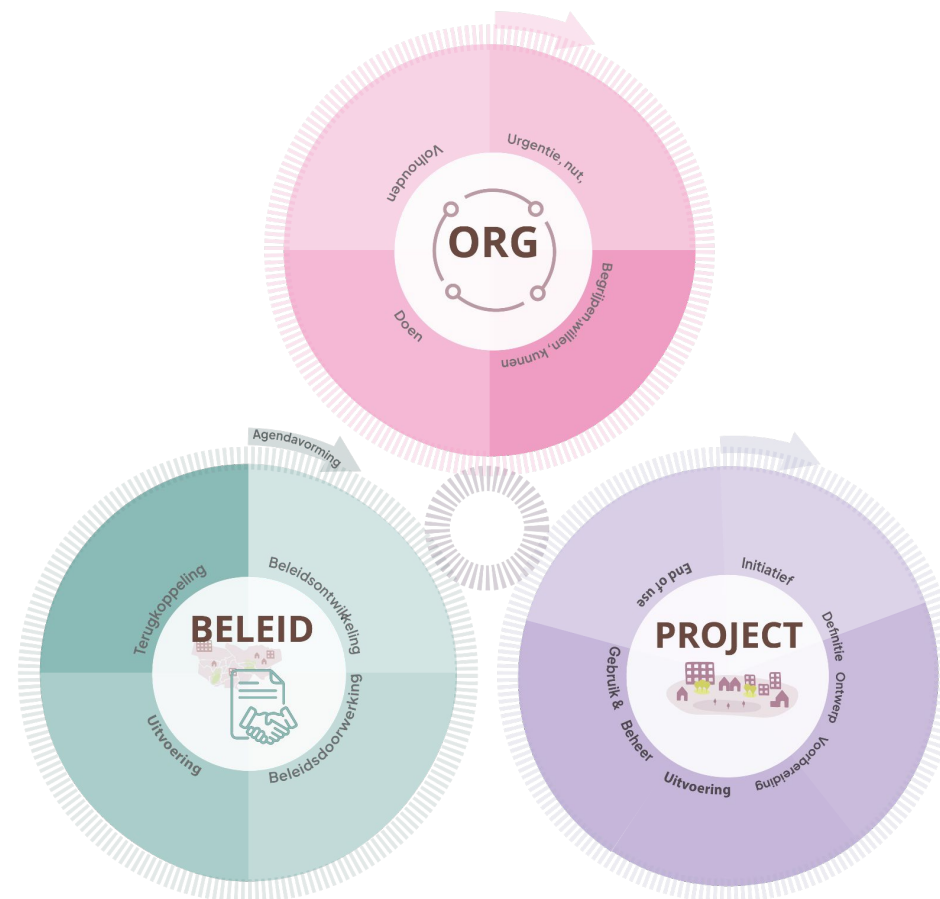 Urgentie, nut,
Begrijpen,willen, kunnen
Doen
Volhouden
ORG
Agendavorming
Beleidsontwikkeling
Beleidsdoorwerking
Uitvoering
Terugkoppeling
BELEID
Initiatief
Definitie
Ontwerp
Voorbereiding
Uitvoering
Gebruik &
Beheer
End of use
PROJECT